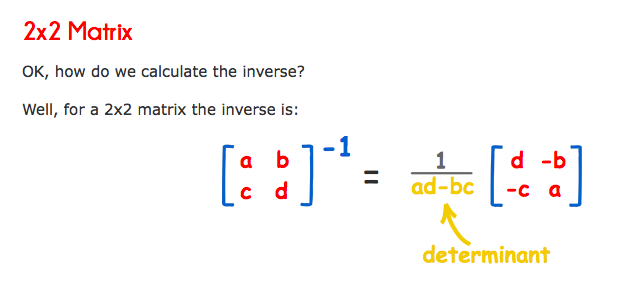 2x2 Matrix
OK, how do we calculate the inverse?
Well, for a 2x2 matrix the inverse is:
[a b]-1 = 1 [d -b]
[c d] ad-bc [-c a]
determinant